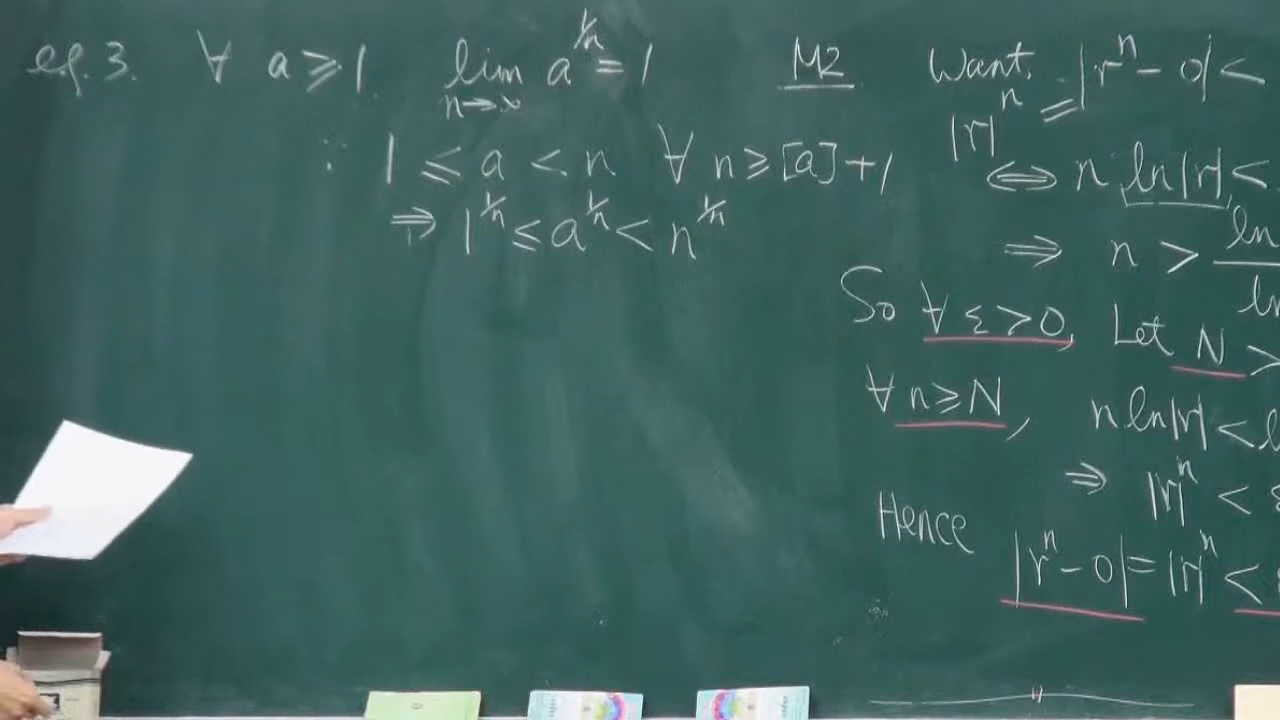 e.g. 3. ∀ a ≥ 1. lim a^{1/n} = 1
n→∞
∵ 1 ≤ a < n ∀ n ≥ [a]+1
⇒ 1^{1/n} ≤ a^{1/n} < n^{1/n}
M2 Want. |r^n - 0| <
|r|^n =
⇔ n ln|r| <
⇒ n > ln
ln
So ∀ ε > 0, Let N >
∀ n ≥ N, n ln|r| < l
⇒ |r|^n < ε
Hence |r^n - 0| = |r|^n <